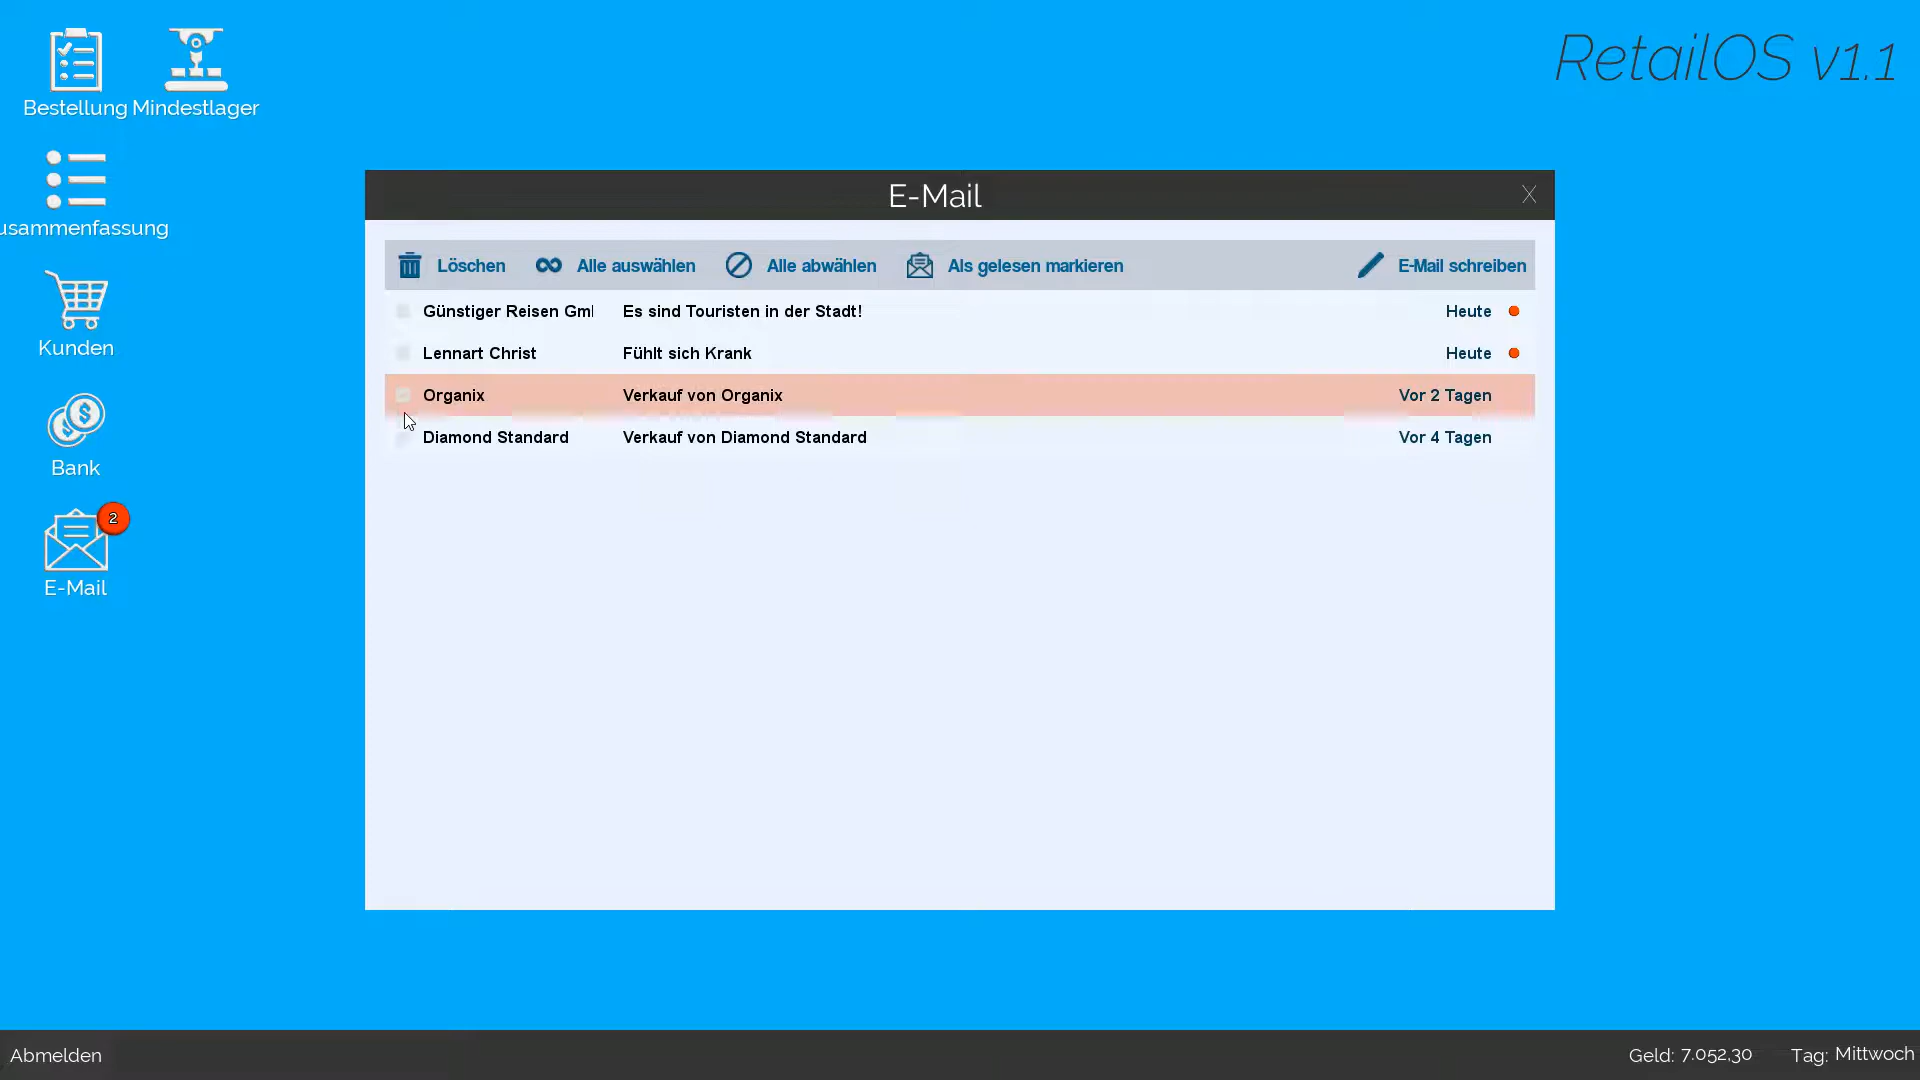 RetailOS v1.1
Bestellung
Mindestlager
usammenfassung
Kunden
Bank
2
E-Mail
E-Mail
X
Löschen
Alle auswählen
Alle abwählen
Als gelesen markieren
E-Mail schreiben
Günstiger Reisen Gml Es sind Touristen in der Stadt! Heute
Lennart Christ Fühlt sich Krank Heute
Organix Verkauf von Organix Vor 2 Tagen
Diamond Standard Verkauf von Diamond Standard Vor 4 Tagen
Abmelden
Geld: 7.052,30
Tag: Mittwoch